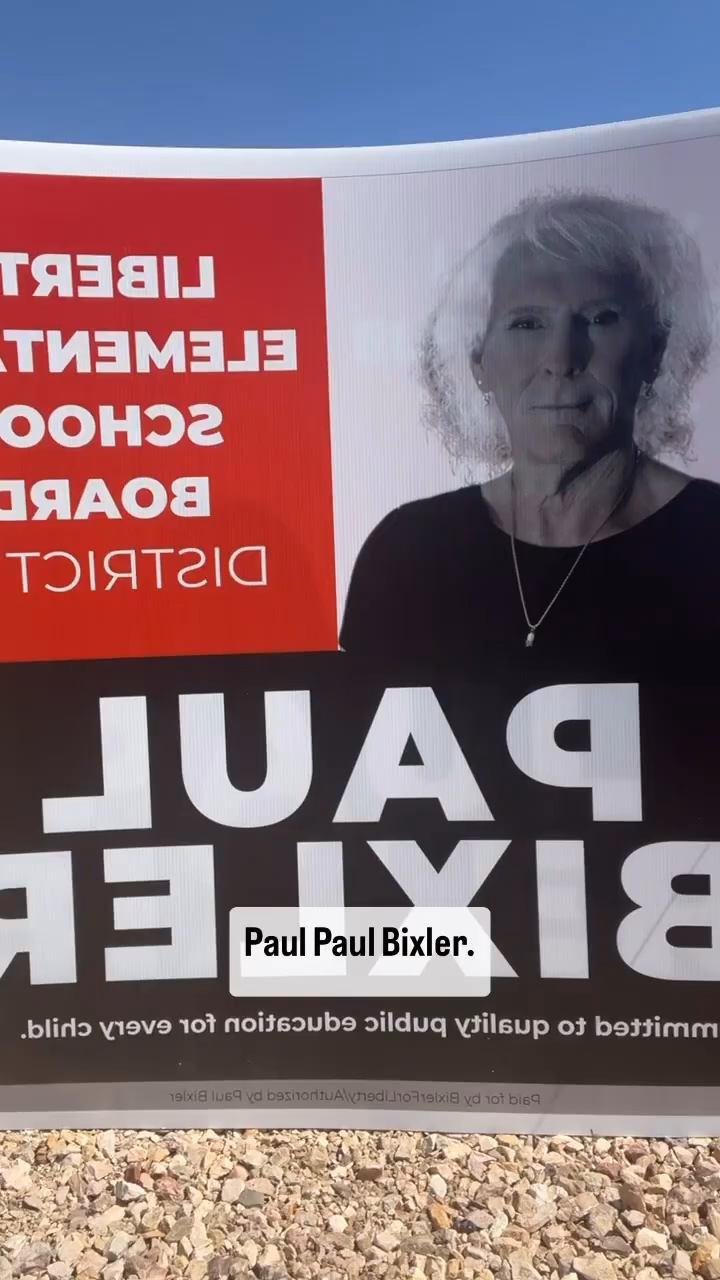 LIBERT
ELEMENTA
SCHOO
BOARD
DISTRICT
PAUL
BIXLER
Paul Paul Bixler.
mmitted to quality public education for every child.
Paid for by BixlerForLiberty/Authorized by Paul Bixler